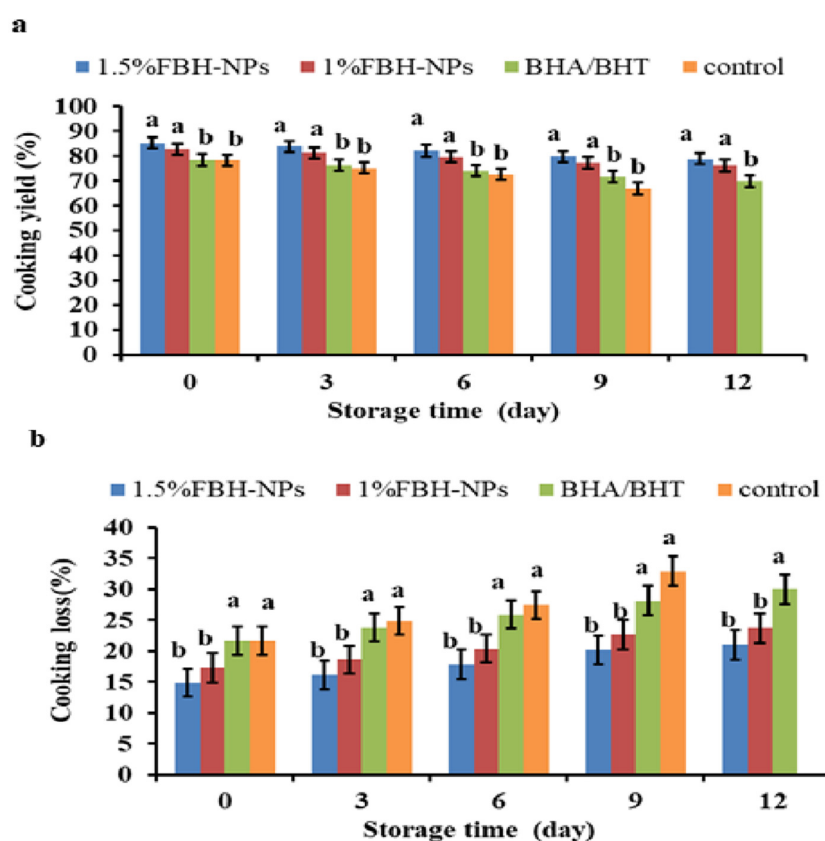 a
1.5%FBH-NPs 1%FBH-NPs BHA/BHT control
Cooking yield (%)
100
90
80
70
60
50
40
30
20
10
0
a a b b a a b b a a b b a a b b a a b
0 3 6 9 12
Storage time (day)
b
1.5%FBH-NPs 1%FBH-NPs BHA/BHT control
Cooking loss(%)
40
35
30
25
20
15
10
5
0
b b a a b b a a b b a a b b a a b b a
0 3 6 9 12
Storage time (day)